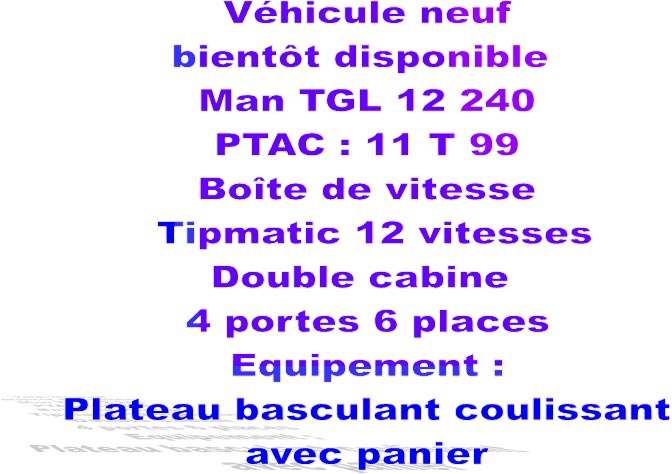 Véhicule neuf
bientôt disponible
Man TGL 12 240
PTAC : 11 T 99
Boîte de vitesse
Tipmatic 12 vitesses
Double cabine
4 portes 6 places
Equipement :
Plateau basculant coulissant
avec panier